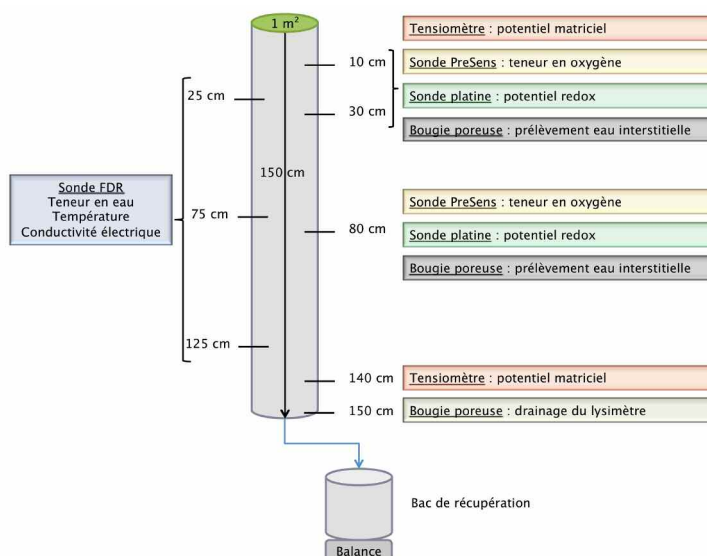 1 m²
Tensiomètre : potentiel matriciel
10 cm
Sonde PreSens : teneur en oxygène
25 cm
Sonde platine : potentiel redox
30 cm
Bougie poreuse : prélèvement eau interstitielle
150 cm
Sonde FDR
Teneur en eau
Température
Conductivité électrique
75 cm
80 cm
Sonde PreSens : teneur en oxygène
Sonde platine : potentiel redox
Bougie poreuse : prélèvement eau interstitielle
125 cm
140 cm
Tensiomètre : potentiel matriciel
150 cm
Bougie poreuse : drainage du lysimètre
Bac de récupération
Balance